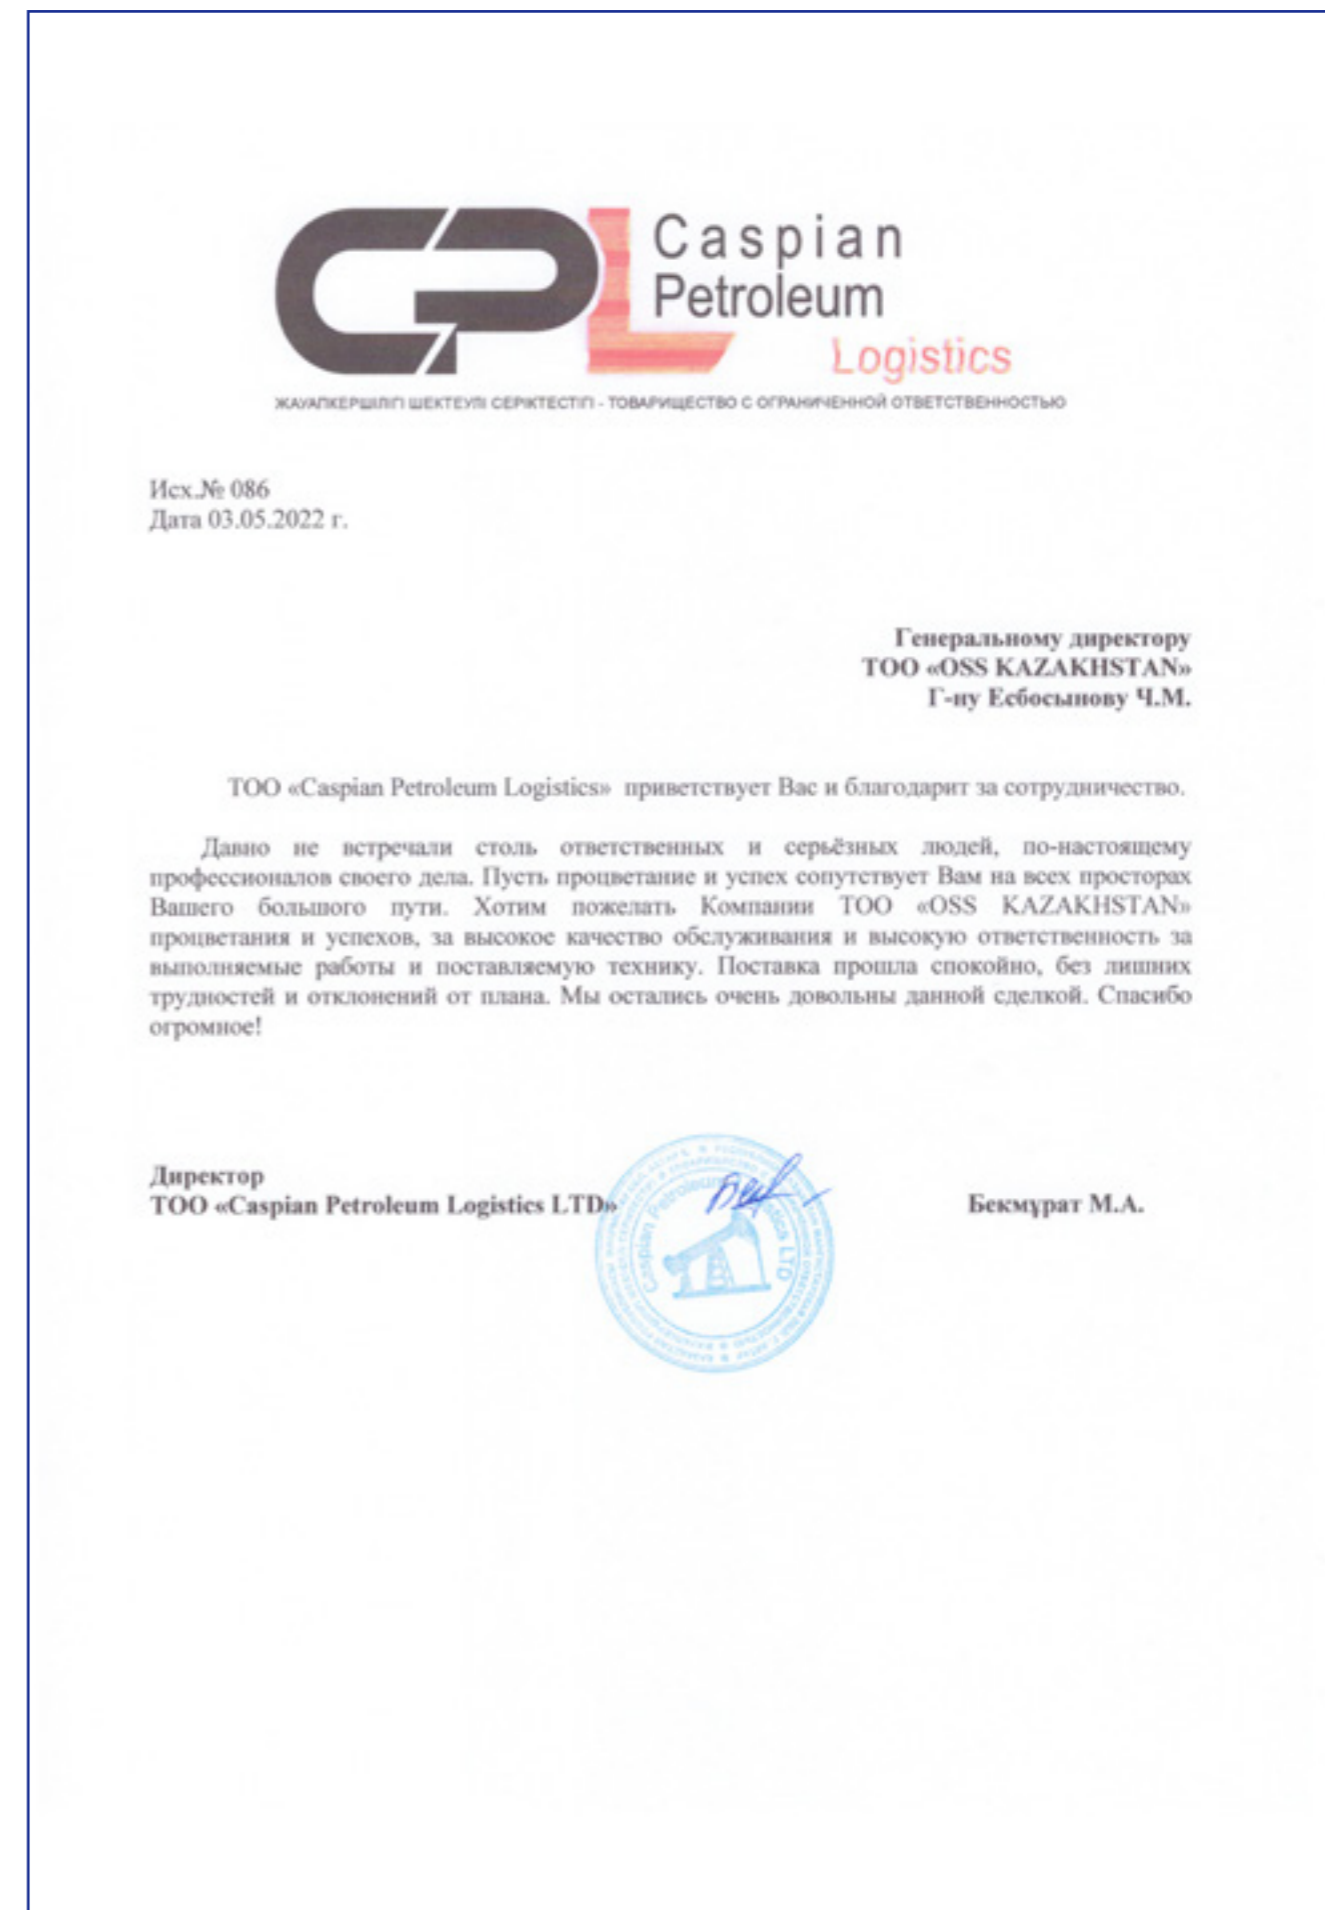 CPL
Caspian
Petroleum
Logistics
ЖАУАПКЕРШІЛІГІ ШЕКТЕУЛІ СЕРІКТЕСТІГІ - ТОВАРИЩЕСТВО С ОГРАНИЧЕННОЙ ОТВЕТСТВЕННОСТЬЮ
Исх.№ 086
Дата 03.05.2022 г.
Генеральному директору
ТОО «OSS KAZAKHSTAN»
Г-ну Есбосынову Ч.М.
ТОО «Caspian Petroleum Logistics» приветствует Вас и благодарит за сотрудничество.
Давно не встречали столь ответственных и серьёзных людей, по-настоящему
профессионалов своего дела. Пусть процветание и успех сопутствует Вам на всех просторах
Вашего большого пути. Хотим пожелать Компании ТОО «OSS KAZAKHSTAN»
процветания и успехов, за высокое качество обслуживания и высокую ответственность за
выполняемые работы и поставляемую технику. Поставка прошла спокойно, без лишних
трудностей и отклонений от плана. Мы остались очень довольны данной сделкой. Спасибо
огромное!
Директор
ТОО «Caspian Petroleum Logistics LTD»
Бекмұрат М.А.
Caspian Petroleum Logistics LTD